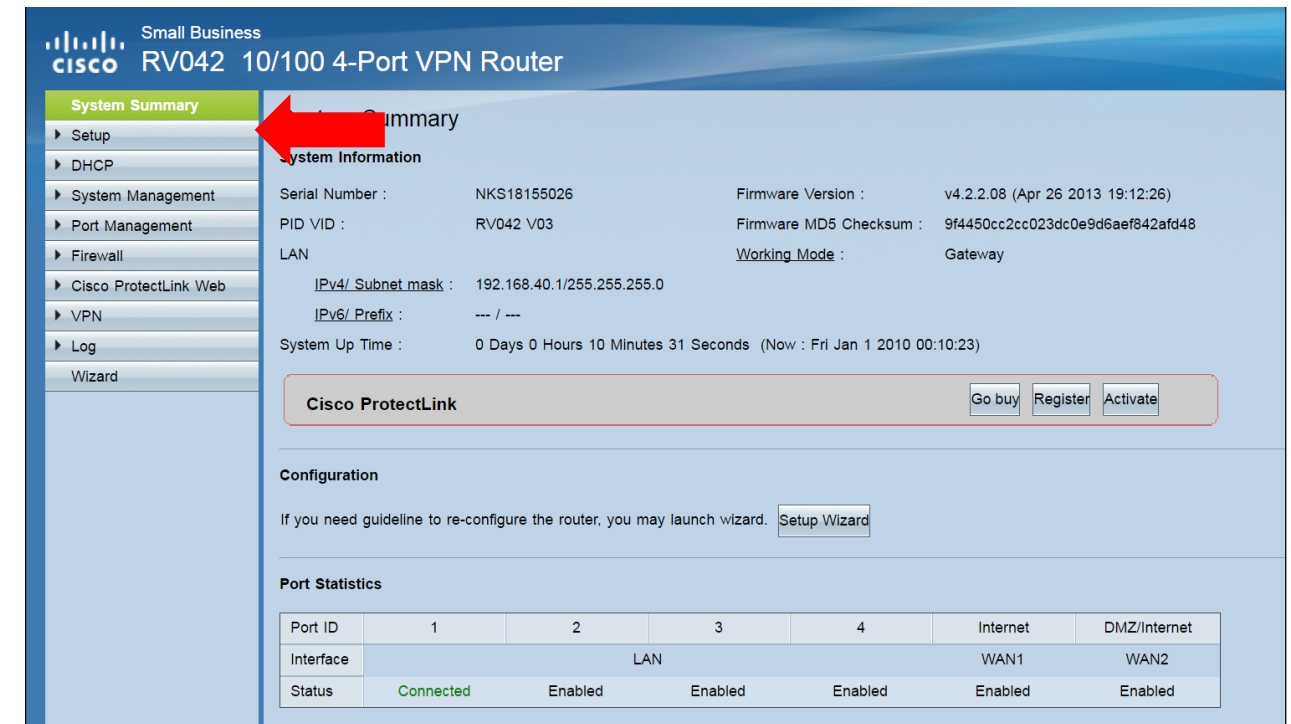 Small Business
CISCO RV042 10/100 4-Port VPN Router
System Summary
Setup
DHCP
System Management
Port Management
Firewall
Cisco ProtectLink Web
VPN
Log
Wizard
Summary
System Information
Serial Number : NKS18155026 Firmware Version : v4.2.2.08 (Apr 26 2013 19:12:26)
PID VID : RV042 V03 Firmware MD5 Checksum : 9f4450cc2cc023dc0e9d6aef842afd48
LAN Working Mode : Gateway
IPv4/ Subnet mask : 192.168.40.1/255.255.255.0
IPv6/ Prefix : --- / ---
System Up Time : 0 Days 0 Hours 10 Minutes 31 Seconds (Now : Fri Jan 1 2010 00:10:23)
Cisco ProtectLink Go buy Register Activate
Configuration
If you need guideline to re-configure the router, you may launch wizard. Setup Wizard
Port Statistics
Port ID 1 2 3 4 Internet DMZ/Internet
Interface LAN WAN1 WAN2
Status Connected Enabled Enabled Enabled Enabled Enabled